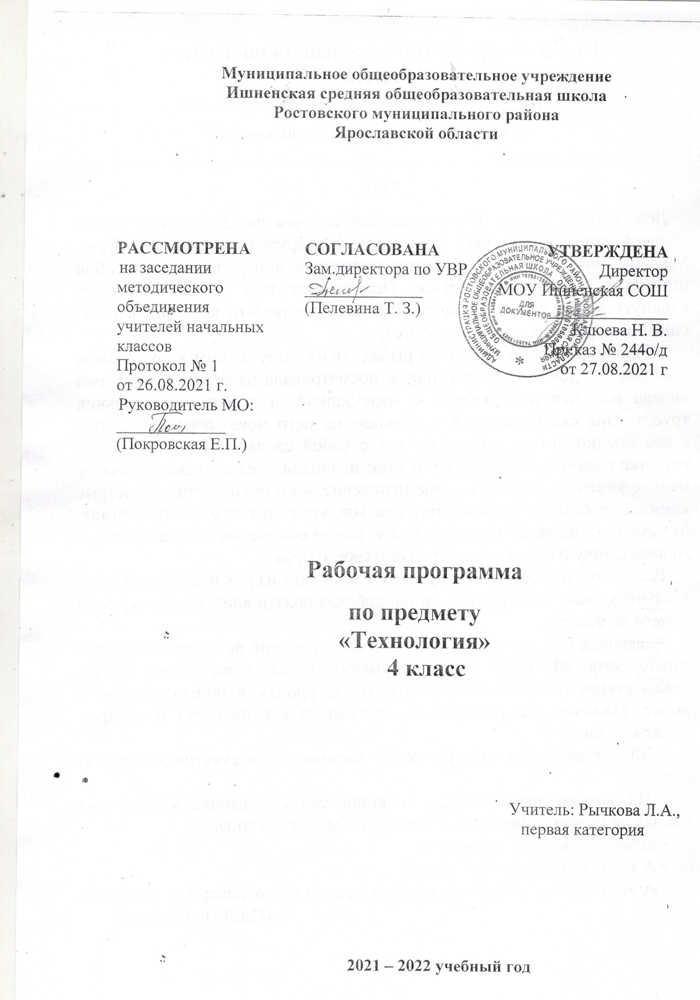 Муниципальное общеобразовательное учреждение
Ишненская средняя общеобразовательная школа
Ростовского муниципального района
Ярославской области
РАССМОТРЕНА
на заседании
методического
объединения
учителей начальных
классов
Протокол № 1
от 26.08.2021 г.
Руководитель МО:
(Покровская Е.П.)
СОГЛАСОВАНА
Зам.директора по УВР
(Пелевина Т. З.)
УТВЕРЖДЕНА
Директор
МОУ Ишненская СОШ
Клюева Н. В.
Приказ № 244о/д
от 27.08.2021 г
ДЛЯ
ДОКУМЕНТОВ
Рабочая программа
по предмету
«Технология»
4 класс
Учитель: Рычкова Л.А.,
первая категория
2021 – 2022 учебный год